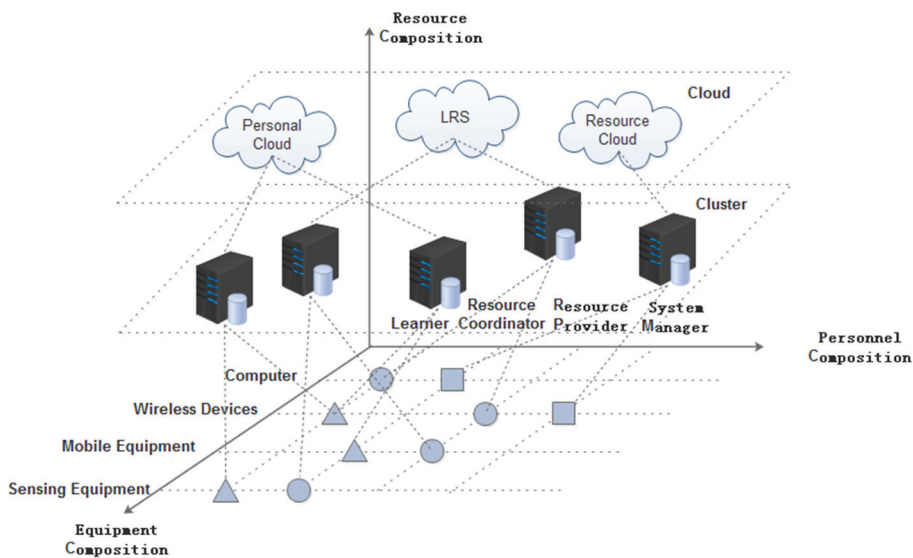 Resource
Composition
Cloud
Personal
Cloud
LRS
Resource
Cloud
Cluster
Learner
Resource
Coordinator
Resource
Provider
System
Manager
Personnel
Composition
Computer
Wireless Devices
Mobile Equipment
Sensing Equipment
Equipment
Composition